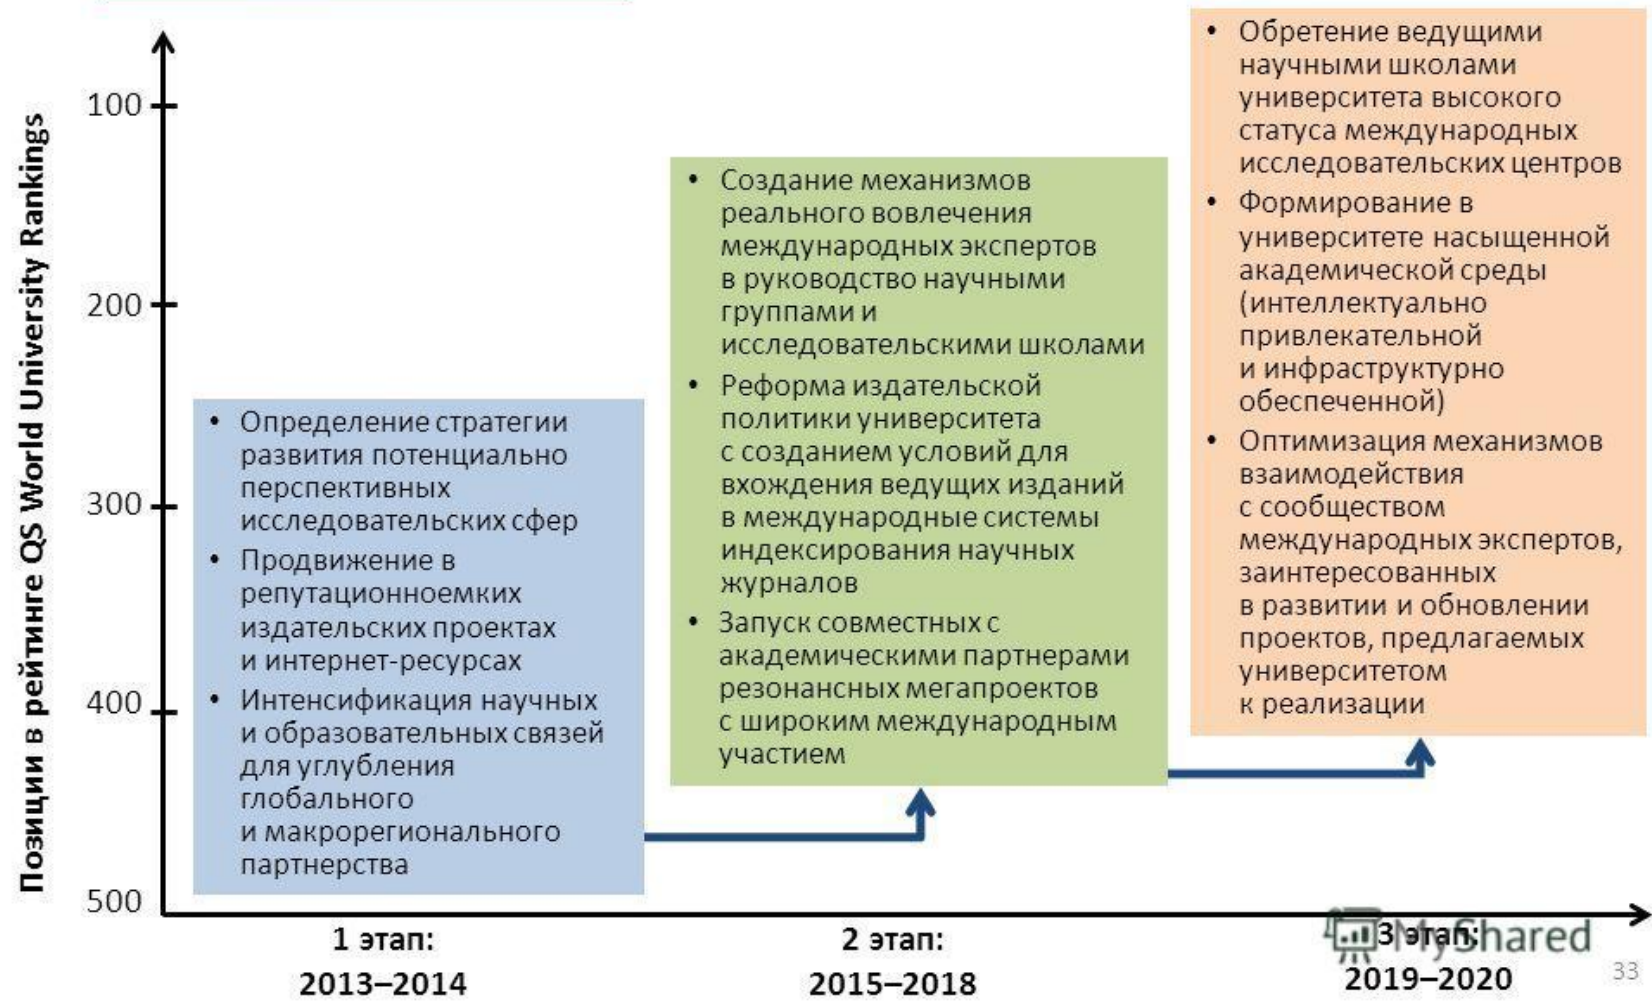 Позиции в рейтинге QS World University Rankings
100
200
300
400
500
• Определение стратегии
развития потенциально
перспективных
исследовательских сфер
• Продвижение в
репутационноемких
издательских проектах
и интернет-ресурсах
• Интенсификация научных
и образовательных связей
для углубления
глобального
и макрорегионального
партнерства
• Создание механизмов
реального вовлечения
международных экспертов
в руководство научными
группами и
исследовательскими школами
• Реформа издательской
политики университета
с созданием условий для
вхождения ведущих изданий
в международные системы
индексирования научных
журналов
• Запуск совместных с
академическими партнерами
резонансных мегапроектов
с широким международным
участием
• Обретение ведущими
научными школами
университета высокого
статуса международных
исследовательских центров
• Формирование в
университете насыщенной
академической среды
(интеллектуально
привлекательной
и инфраструктурно
обеспеченной)
• Оптимизация механизмов
взаимодействия
с сообществом
международных экспертов,
заинтересованных
в развитии и обновлении
проектов, предлагаемых
университетом
к реализации
1 этап:
2013–2014
2 этап:
2015–2018
3 этап:
2019–2020
MyShared
33